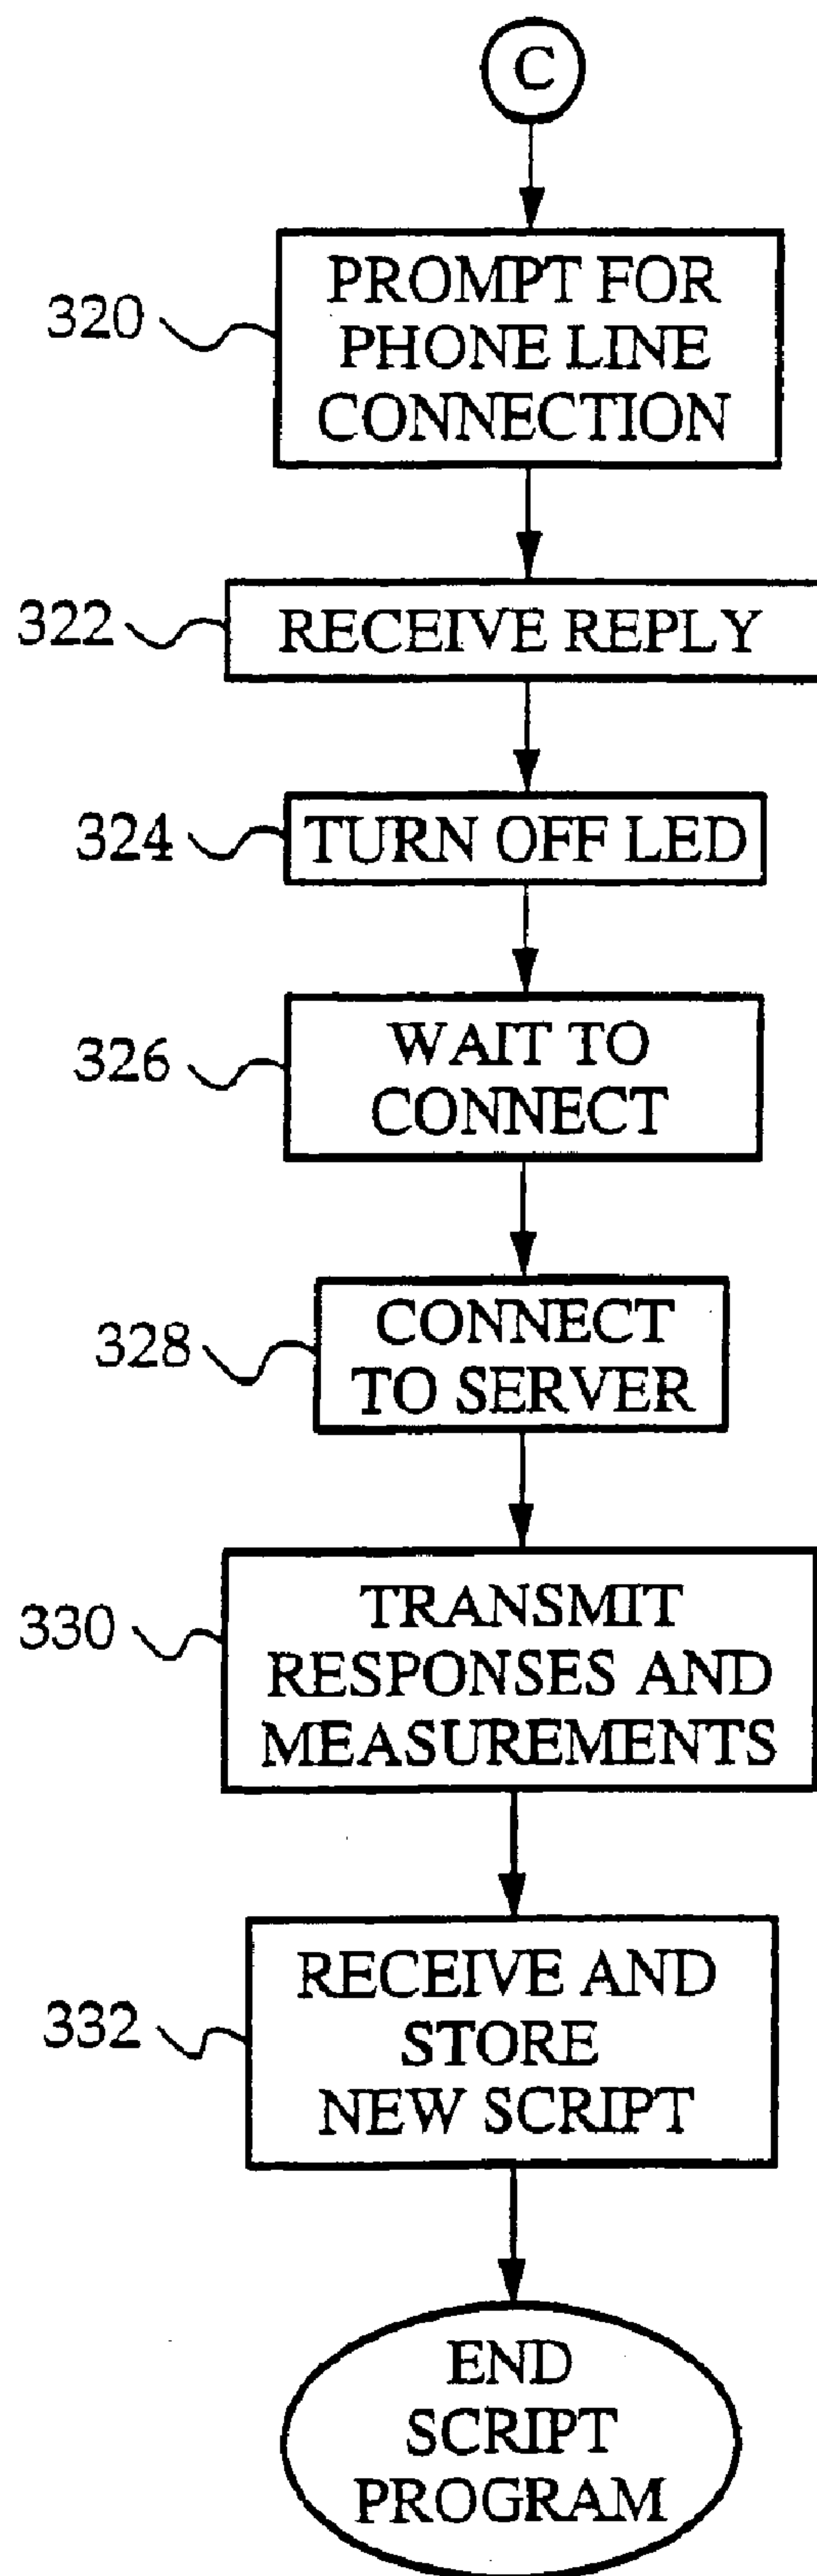 C
320
PROMPT FOR
PHONE LINE
CONNECTION
322
RECEIVE REPLY
324
TURN OFF LED
326
WAIT TO
CONNECT
328
CONNECT
TO SERVER
330
TRANSMIT
RESPONSES AND
MEASUREMENTS
332
RECEIVE AND
STORE
NEW SCRIPT
END
SCRIPT
PROGRAM